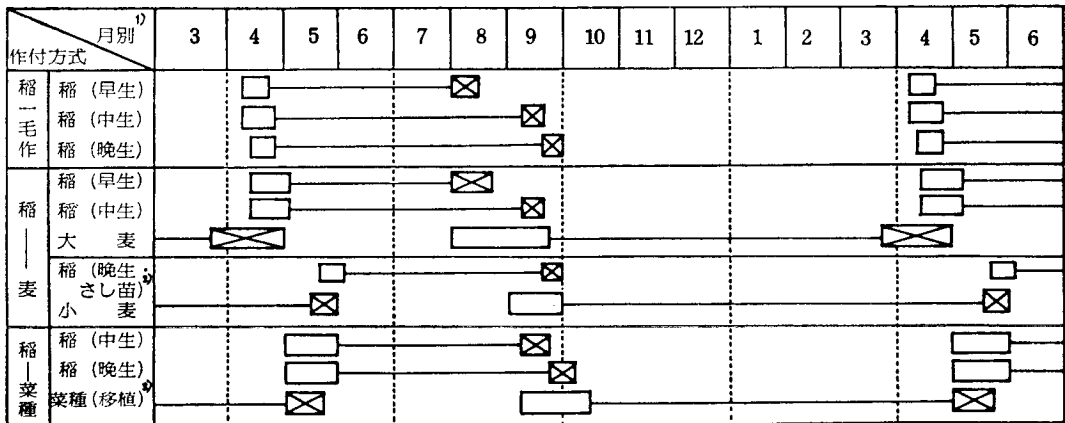 月別 1) 3 4 5 6 7 8 9 10 11 12 1 2 3 4 5 6
作付方式
稲一毛作 稲（早生）
稲（中生）
稲（晩生）
稲――麦 稲（早生）
稲（中生）
大麦
稲（晩生・
さし苗）
小麦
稲―菜種 稲（中生）
稲（晩生）
菜種（移植）